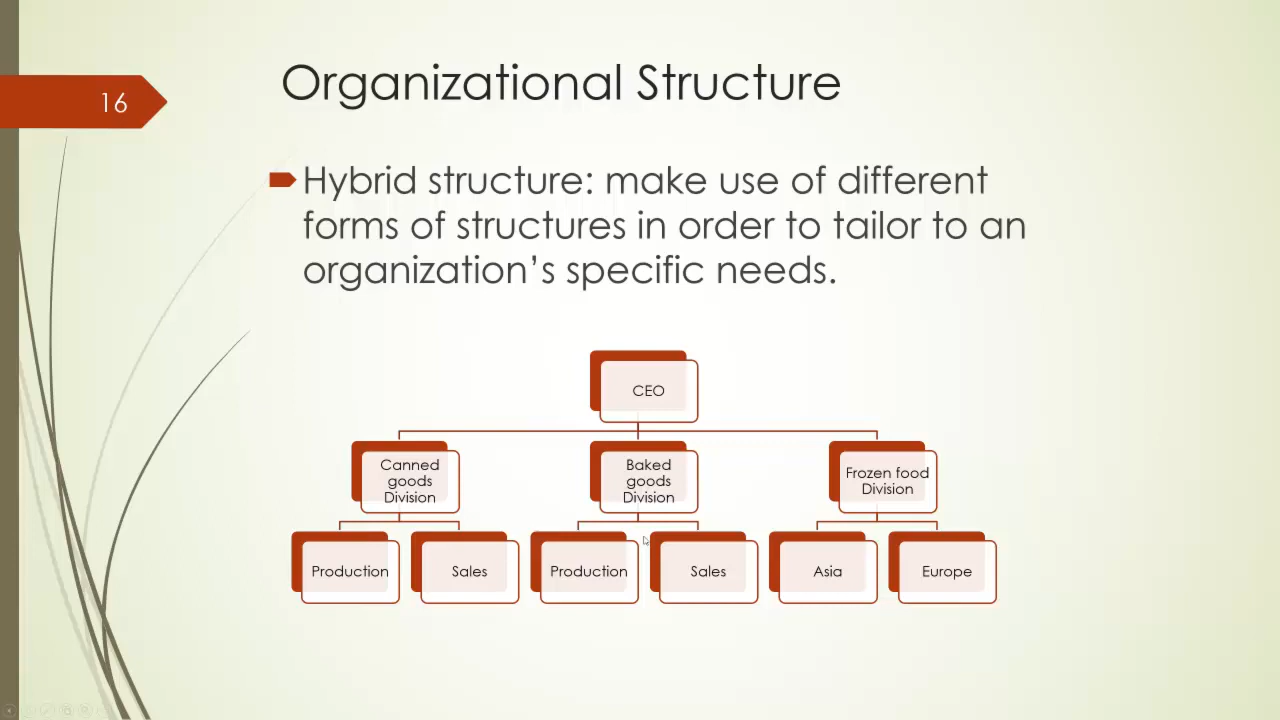 16
Organizational Structure
Hybrid structure: make use of different
forms of structures in order to tailor to an
organization’s specific needs.
CEO
Canned
goods
Division
Baked
goods
Division
Frozen food
Division
Production
Sales
Production
Sales
Asia
Europe